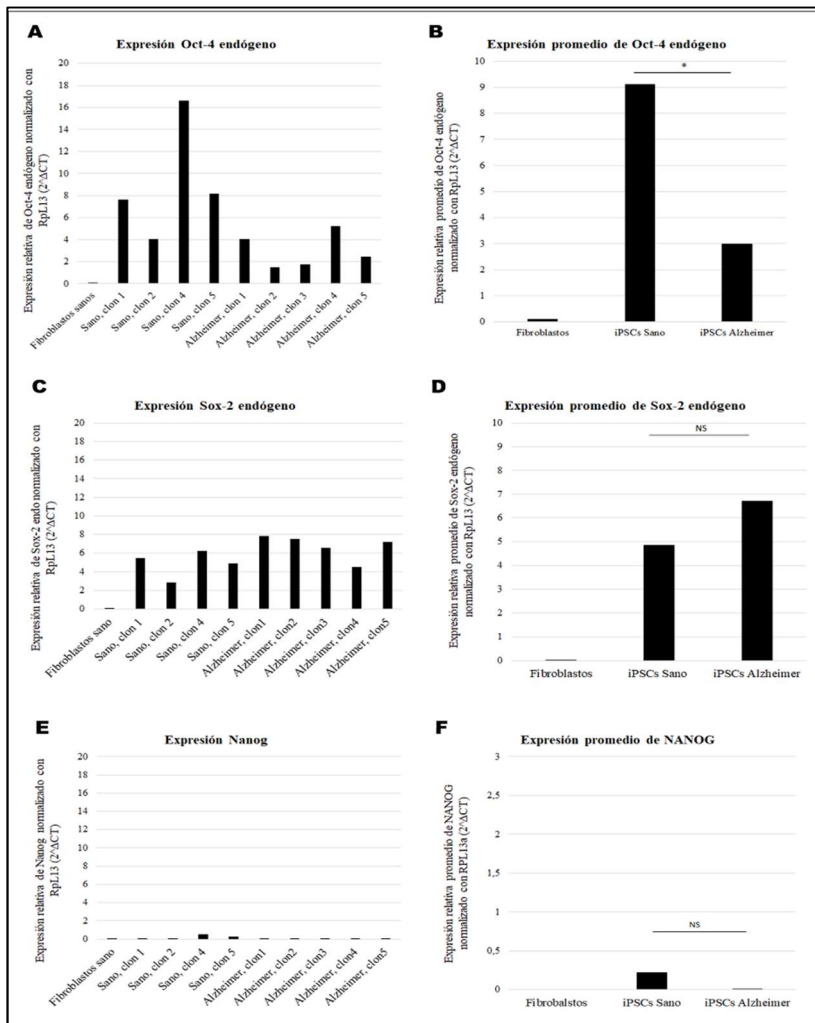 A
Expresión Oct-4 endógeno
Expresión relativa de Oct-4 endógeno normalizado con
RpL13 (2^ΔCT)
20
18
16
14
12
10
8
6
4
2
0
Fibroblastos sanos
Sano, clon 1
Sano, clon 2
Sano, clon 4
Sano, clon 5
Alzheimer, clon 1
Alzheimer, clon 2
Alzheimer, clon 3
Alzheimer, clon 4
Alzheimer, clon 5
B
Expresión promedio de Oct-4 endógeno
Expresión relativa promedio de Oct-4 endógeno
normalizado con RpL13 (2^ΔCT)
10
9
8
7
6
5
4
3
2
1
0
*
Fibroblastos
iPSCs Sano
iPSCs Alzheimer
C
Expresión Sox-2 endógeno
Expresión relativa de Sox-2 endo normalizado con
RpL13 (2^ΔCT)
20
18
16
14
12
10
8
6
4
2
0
Fibroblastos sano
Sano, clon 1
Sano, clon 2
Sano, clon 4
Sano, clon 5
Alzheimer, clon1
Alzheimer, clon2
Alzheimer, clon3
Alzheimer, clon4
Alzheimer, clon5
D
Expresión promedio de Sox-2 endógeno
Expresión relativa promedio de Sox-2 endógeno
normalizado con RpL13 (2^ΔCT)
10
9
8
7
6
5
4
3
2
1
0
NS
Fibroblastos
iPSCs Sano
iPSCs Alzheimer
E
Expresión Nanog
Expresión relativa de Nanog normalizado con
RpL13 (2^ΔCT)
20
18
16
14
12
10
8
6
4
2
0
Fibroblastos sano
Sano, clon 1
Sano, clon 2
Sano, clon 4
Sano, clon 5
Alzheimer, clon1
Alzheimer, clon2
Alzheimer, clon3
Alzheimer, clon4
Alzheimer, clon5
F
Expresión promedio de NANOG
Expresión relativa promedio de NANOG
normalizado con RPL13a (2^ΔCT)
3
2,5
2
1,5
1
0,5
0
NS
Fibrobalstos
iPSCs Sano
iPSCs Alzheimer